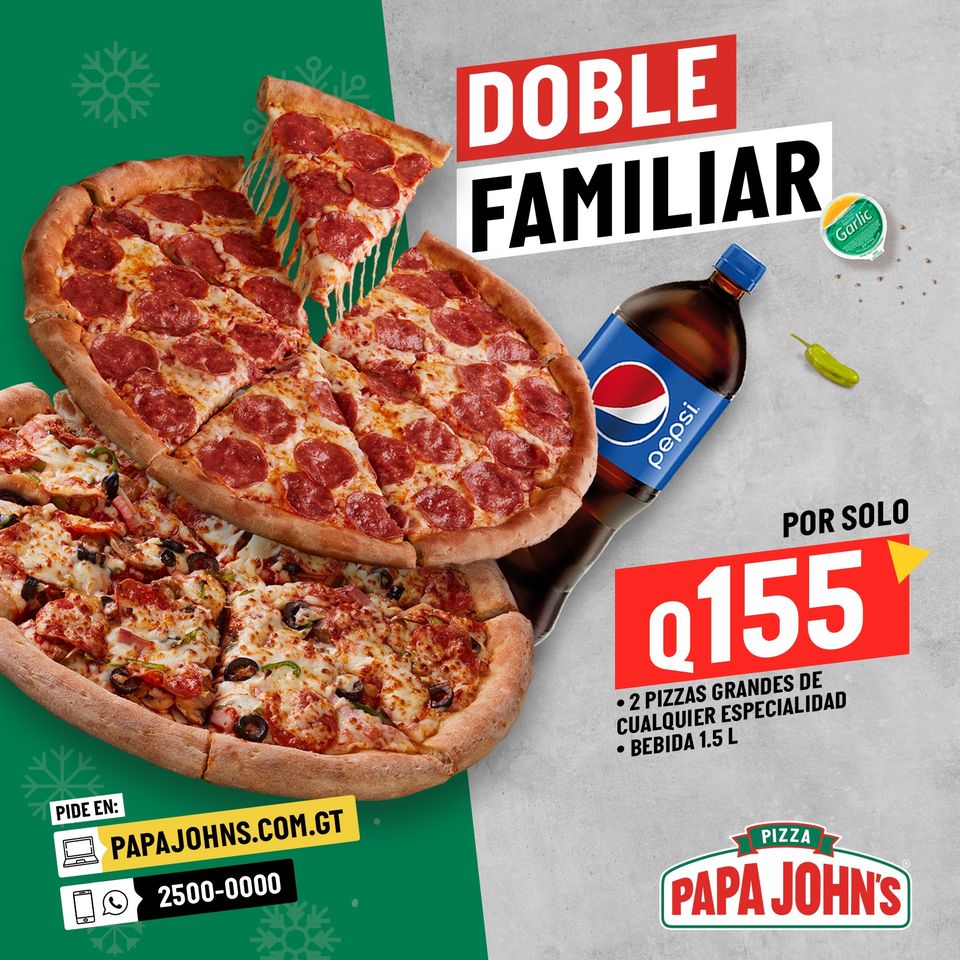 DOBLE
FAMILIAR
Garlic
pepsi
POR SOLO
Q155
• 2 PIZZAS GRANDES DE
CUALQUIER ESPECIALIDAD
• BEBIDA 1.5 L
PIDE EN:
PAPAJOHNS.COM.GT
2500-0000
PIZZA
PAPA JOHN'S
®